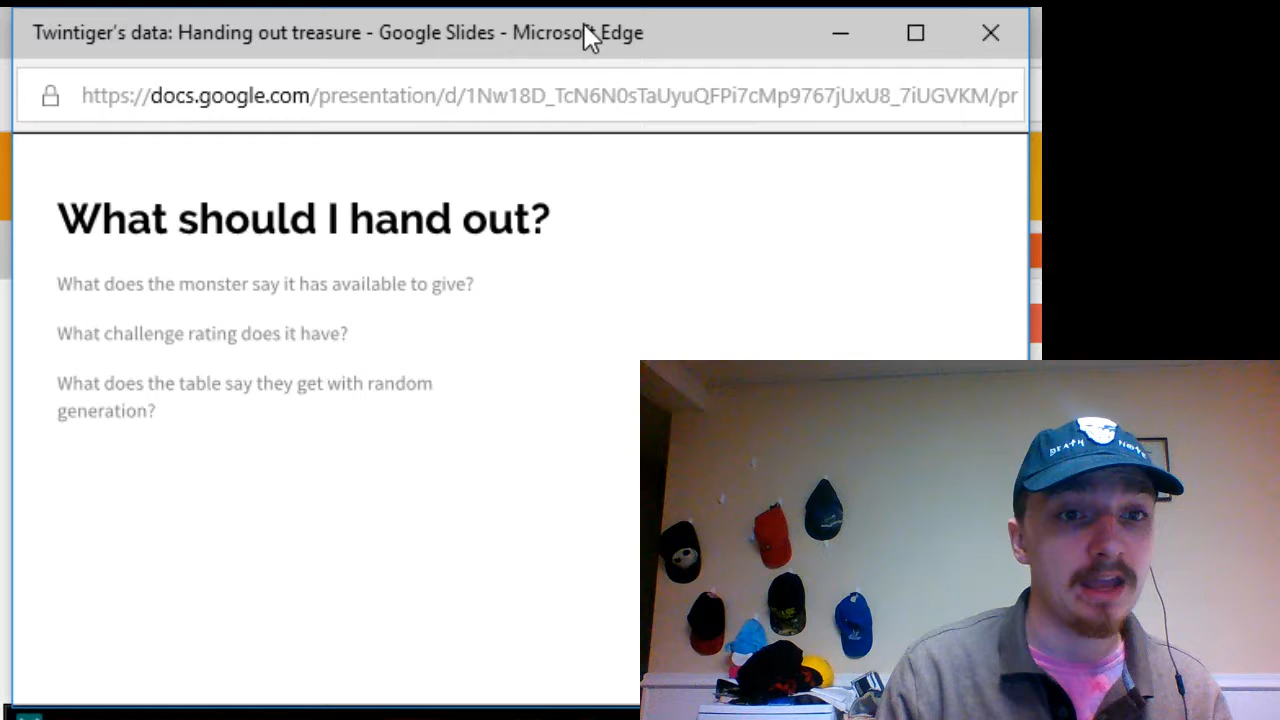 Twintiger's data: Handing out treasure - Google Slides - Microsoft Edge
https://docs.google.com/presentation/d/1Nw18D_TcN6N0sTaUyuQFPi7cMp9767jUxU8_7iUGVKM/pr
What should I hand out?
What does the monster say it has available to give?
What challenge rating does it have?
What does the table say they get with random
generation?
DEATH NOTE